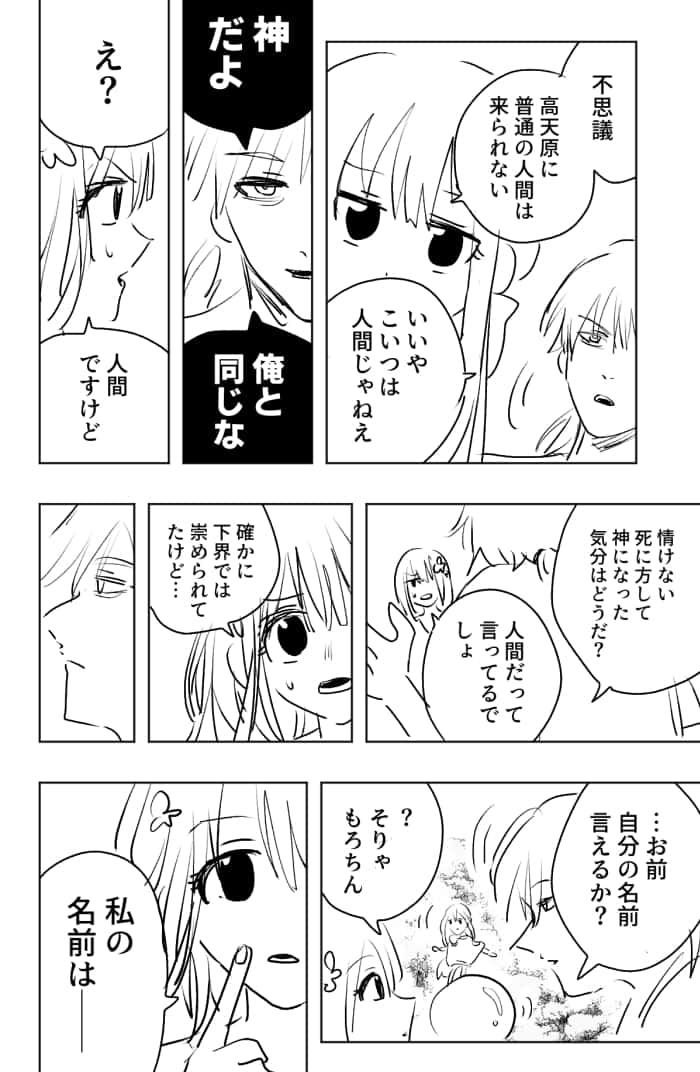 不思議
高天原に
普通の人間は
来られない
いいや
こいつは
人間じゃねえ
神
だよ
俺と
同じな
え？
人間
ですけど
情けない
死に方して
神になった
気分はどうだ？
人間だって
言ってるで
しょ
確かに
下界では
崇められて
たけど…
…お前
自分の名前
言えるか？
？
そりゃ
もろちん
私の
名前は──